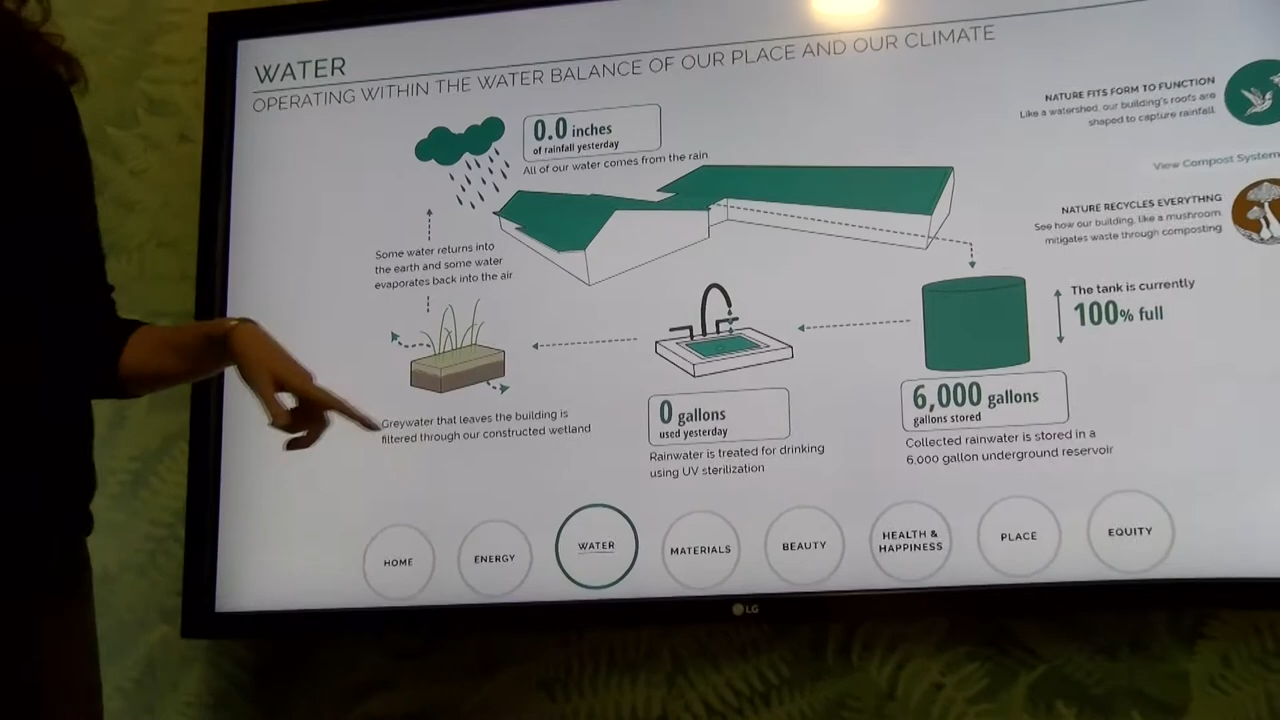 WATER
OPERATING WITHIN THE WATER BALANCE OF OUR PLACE AND OUR CLIMATE
0.0 inches
of rainfall yesterday
All of our water comes from the rain
NATURE FITS FORM TO FUNCTION
Like a watershed, our building's roofs are
shaped to capture rainfall.
View Compost System
NATURE RECYCLES EVERYTHNG
See how our building, like a mushroom,
mitigates waste through composting
Some water returns into
the earth and some water
evaporates back into the air
The tank is currently
100% full
Greywater that leaves the building is
filtered through our constructed wetland
0 gallons
used yesterday
Rainwater is treated for drinking
using UV sterilization
6,000 gallons
gallons stored
Collected rainwater is stored in a
6,000 gallon underground reservoir
HOME
ENERGY
WATER
MATERIALS
BEAUTY
HEALTH &
HAPPINESS
PLACE
EQUITY
LG